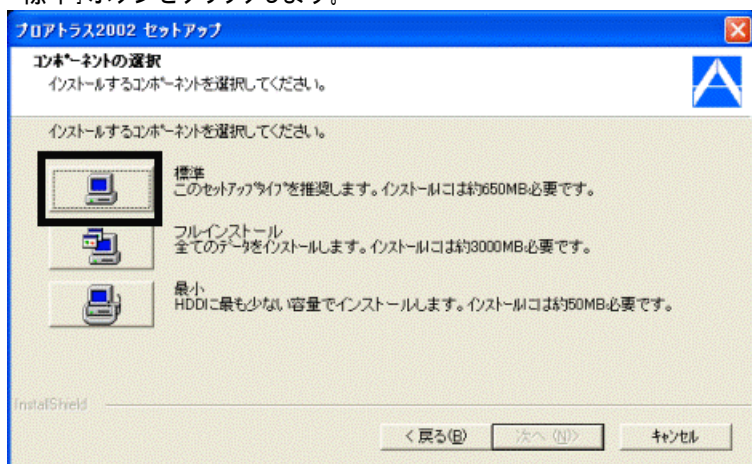 標準]ボタンをクリックします。
プロアトラス2002 セットアップ
コンポーネントの選択
インストールするコンポーネントを選択してください。
インストールするコンポーネントを選択してください。
標準
このセットアップタイプを推奨します。インストールには約650MB必要です。
フルインストール
全てのデータをインストールします。インストールには約3000MB必要です。
最小
HDDに最も少ない容量でインストールします。インストールには約50MB必要です。
InstallShield
< 戻る(B)
次へ (N)>
キャンセル